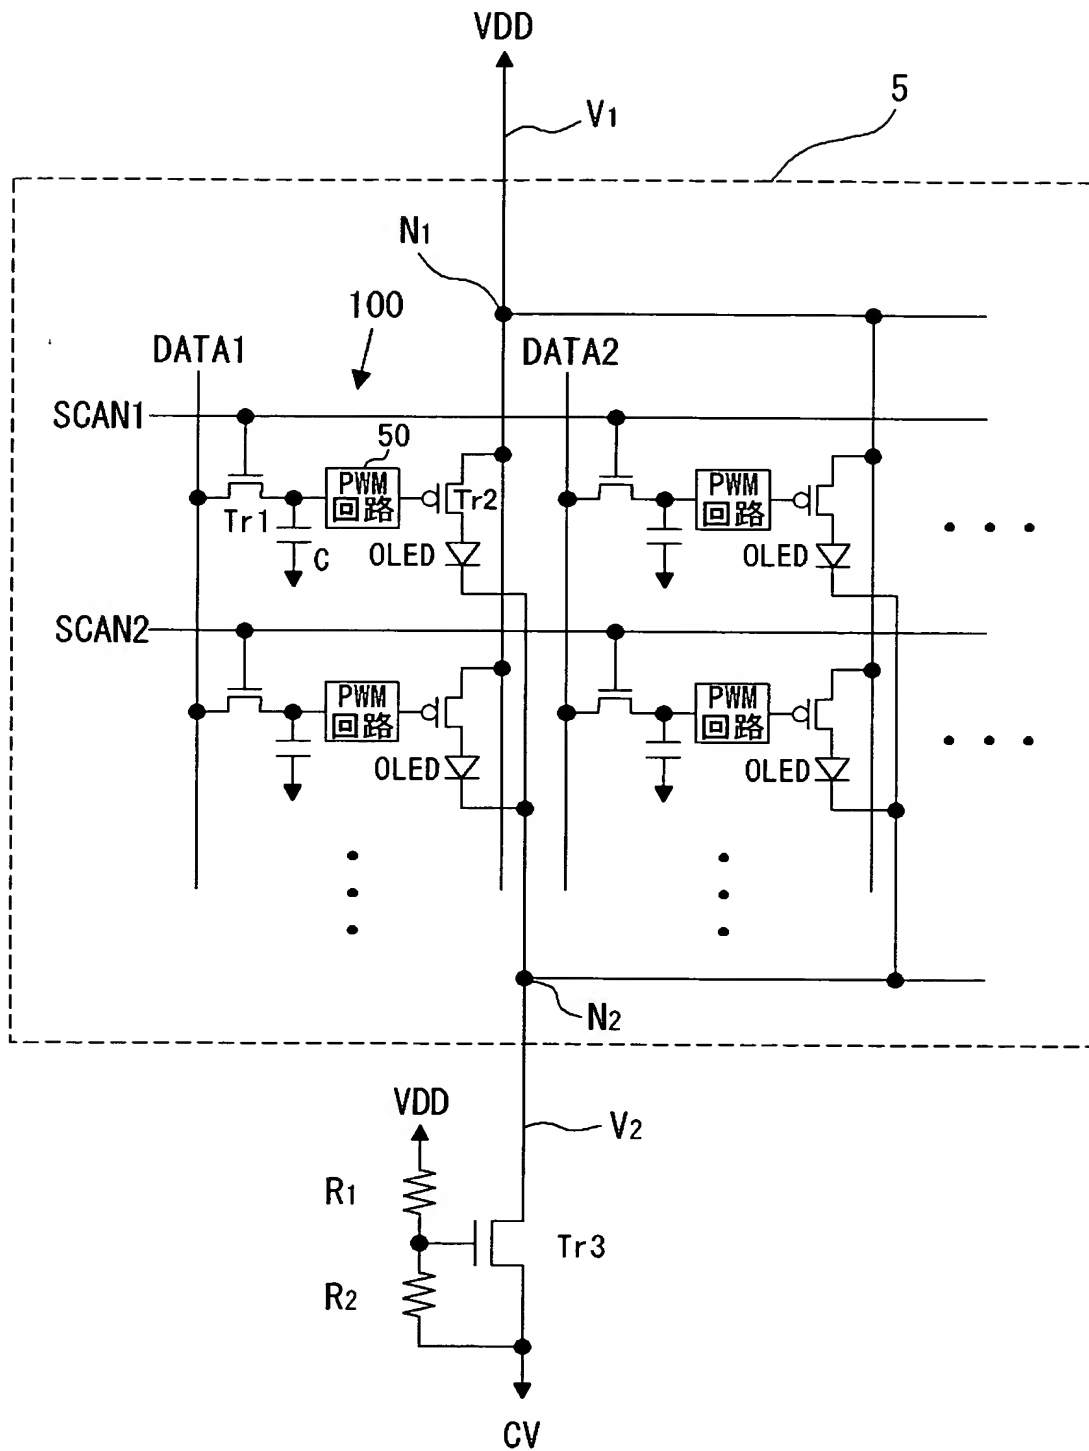 VDD
V1
5
N1
100
DATA1
DATA2
SCAN1
50
PWM
回路
Tr1
Tr2
C
OLED
PWM
回路
OLED
SCAN2
PWM
回路
OLED
PWM
回路
OLED
N2
VDD
V2
R1
Tr3
R2
CV